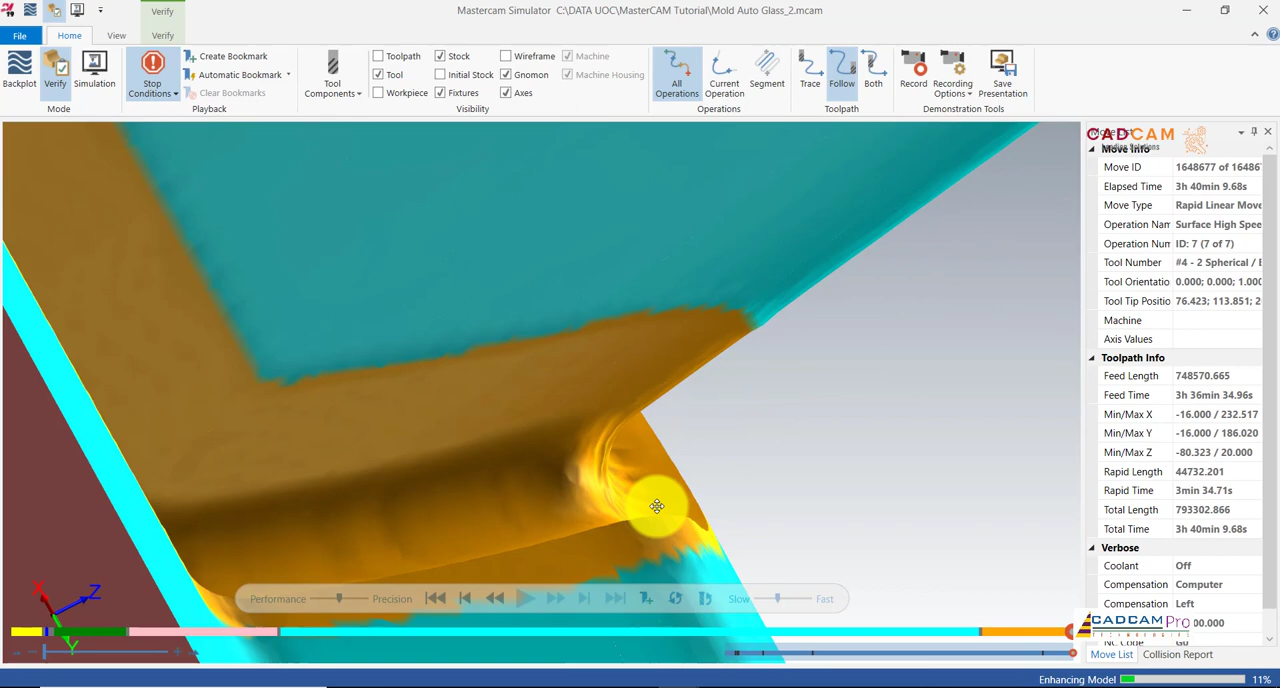 Verify
Mastercam Simulator C:\DATA UOC\MasterCAM Tutorial\Mold Auto Glass_2.mcam
File Home View Verify
Backplot Verify Simulation
Mode
Stop Conditions
Create Bookmark
Automatic Bookmark
Clear Bookmarks
Playback
Tool Components
Toolpath Stock Wireframe Machine
Tool Initial Stock Gnomon Machine Housing
Workpiece Fixtures Axes
Visibility
All Operations Current Operation Segment
Operations
Trace Follow Both
Toolpath
Record Recording Options Save Presentation
Demonstration Tools
CADCAM
Move Info
Move ID 1648677 of 16486
Elapsed Time 3h 40min 9.68s
Move Type Rapid Linear Move
Operation Nam Surface High Spee
Operation Num ID: 7 (7 of 7)
Tool Number #4 - 2 Spherical /
Tool Orientatio 0.000; 0.000; 1.000
Tool Tip Positio 76.423; 113.851; 2
Machine
Axis Values
Toolpath Info
Feed Length 748570.665
Feed Time 3h 36min 34.96s
Min/Max X -16.000 / 232.517
Min/Max Y -16.000 / 186.020
Min/Max Z -80.323 / 20.000
Rapid Length 44732.201
Rapid Time 3min 34.71s
Total Length 793302.866
Total Time 3h 40min 9.68s
Verbose
Coolant Off
Compensation Computer
Compensation Left
CADCAMPro
00.000
G0
Move List Collision Report
X Z Y
Performance Precision Slow Fast
Enhancing Model 11%